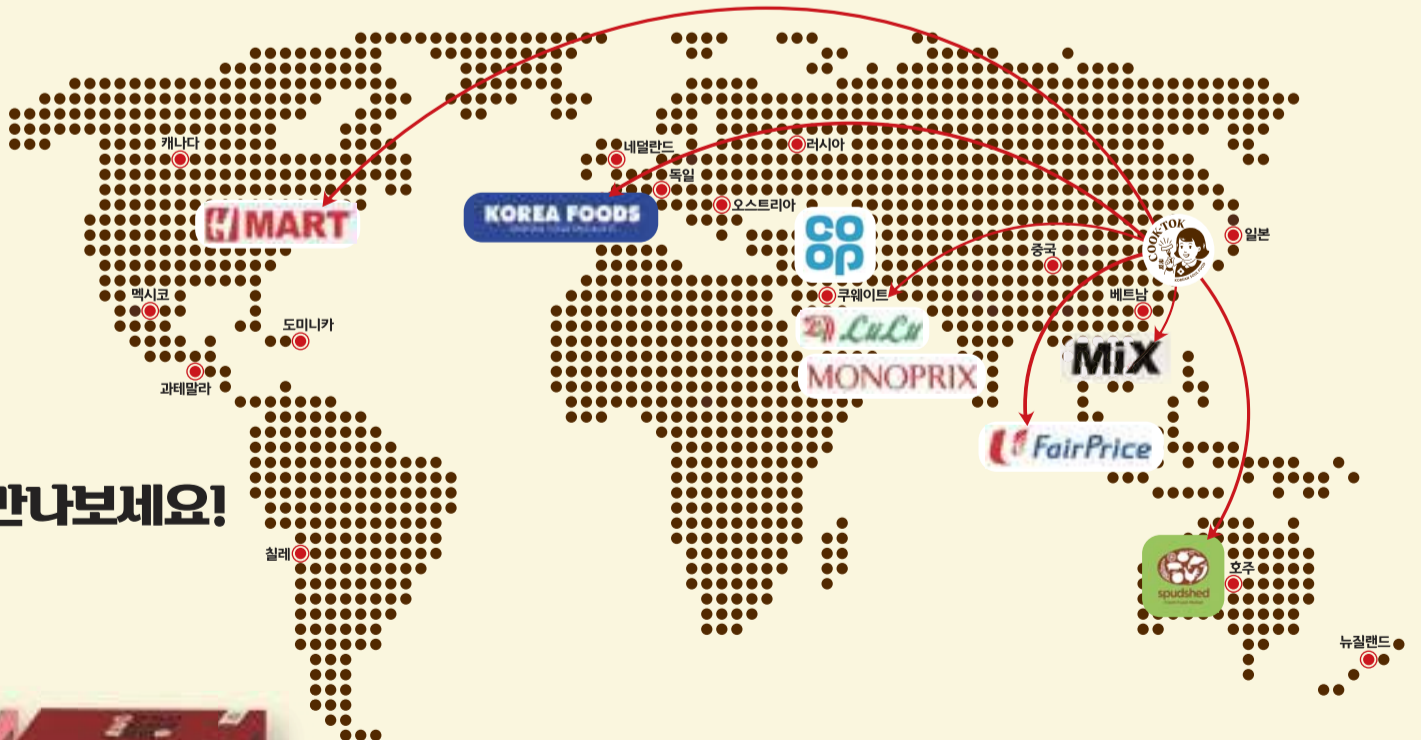 캐나다
네덜란드
러시아
독일
H MART
KOREA FOODS
오스트리아
CO
OP
COOK-TOK
일본
중국
멕시코
쿠웨이트
베트남
도미니카
LuLu
MiX
과테말라
MONOPRIX
FairPrice
만나보세요!
칠레
호주
spudshed
뉴질랜드